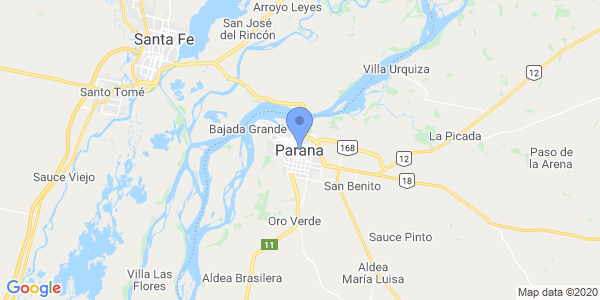 Arroyo Leyes
San José
del Rincón
Santa Fe
Villa Urquiza
12
Santo Tomé
Bajada Grande
La Picada
Parana
168
12
Paso de
la Arena
Sauce Viejo
18
San Benito
Oro Verde
Sauce Pinto
11
Villa Las
Flores
Aldea Brasilera
Aldea
María Luisa
Google
Map data ©2020